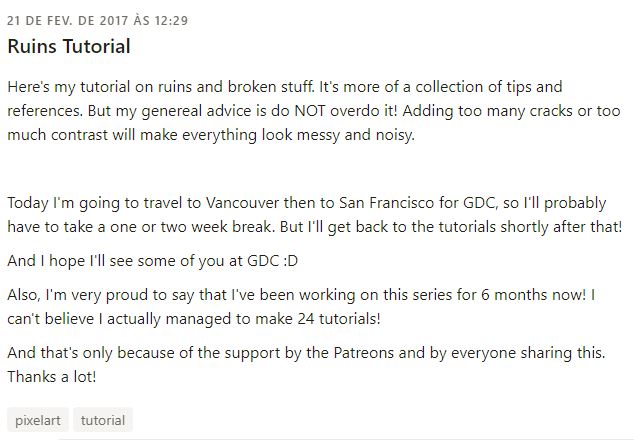 21 DE FEV. DE 2017 ÀS 12:29
Ruins Tutorial
Here's my tutorial on ruins and broken stuff. It's more of a collection of tips and
references. But my genereal advice is do NOT overdo it! Adding too many cracks or too
much contrast will make everything look messy and noisy.
Today I'm going to travel to Vancouver then to San Francisco for GDC, so I'll probably
have to take a one or two week break. But I'll get back to the tutorials shortly after that!
And I hope I'll see some of you at GDC :D
Also, I'm very proud to say that I've been working on this series for 6 months now! I
can't believe I actually managed to make 24 tutorials!
And that's only because of the support by the Patreons and by everyone sharing this.
Thanks a lot!
pixelart tutorial